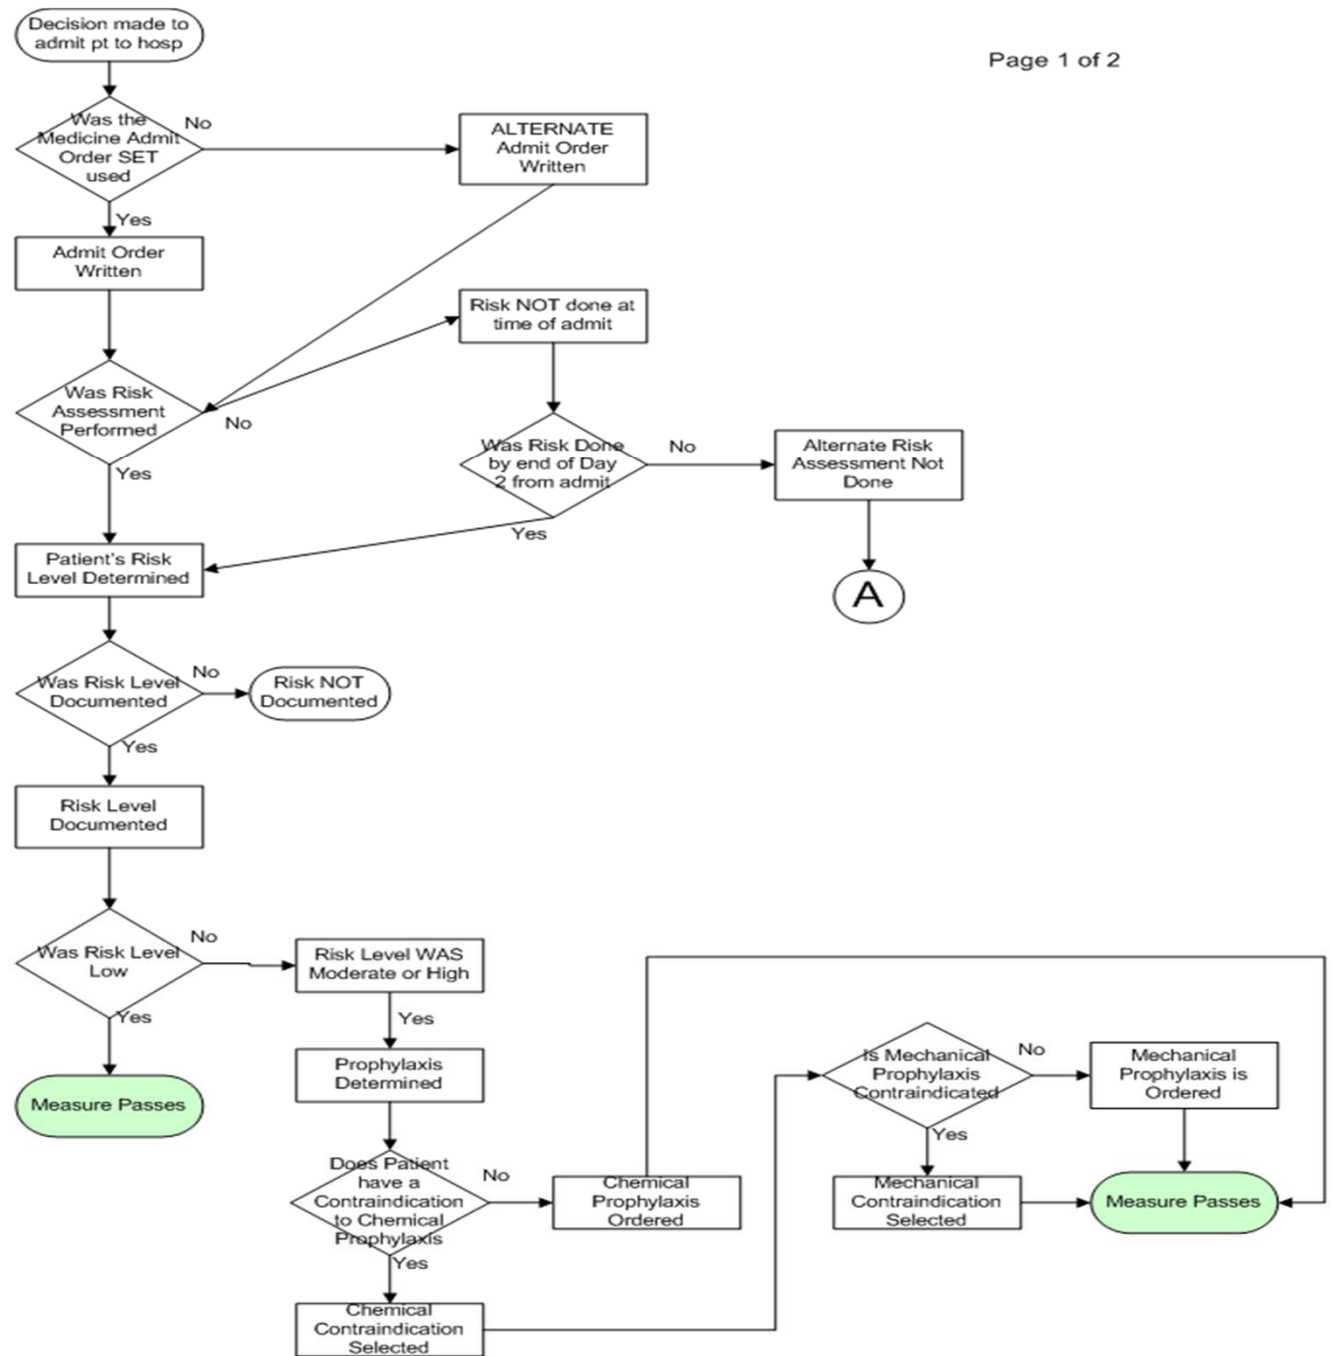 Decision made to
admit pt to hosp
Page 1 of 2
Was the
Medicine Admit
Order SET
used
No
ALTERNATE
Admit Order
Written
Yes
Admit Order
Written
Risk NOT done at
time of admit
Was Risk
Assessment
Performed
No
Was Risk Done
by end of Day
2 from admit
No
Alternate Risk
Assessment Not
Done
Yes
Yes
Patient's Risk
Level Determined
A
Was Risk Level
Documented
No
Risk NOT
Documented
Yes
Risk Level
Documented
Was Risk Level
Low
No
Risk Level WAS
Moderate or High
Yes
Yes
Measure Passes
Prophylaxis
Determined
Does Patient
have a
Contraindication
to Chemical
Prophylaxis
No
Chemical
Prophylaxis
Ordered
Yes
Chemical
Contraindication
Selected
Is Mechanical
Prophylaxis
Contraindicated
No
Mechanical
Prophylaxis is
Ordered
Yes
Mechanical
Contraindication
Selected
Measure Passes